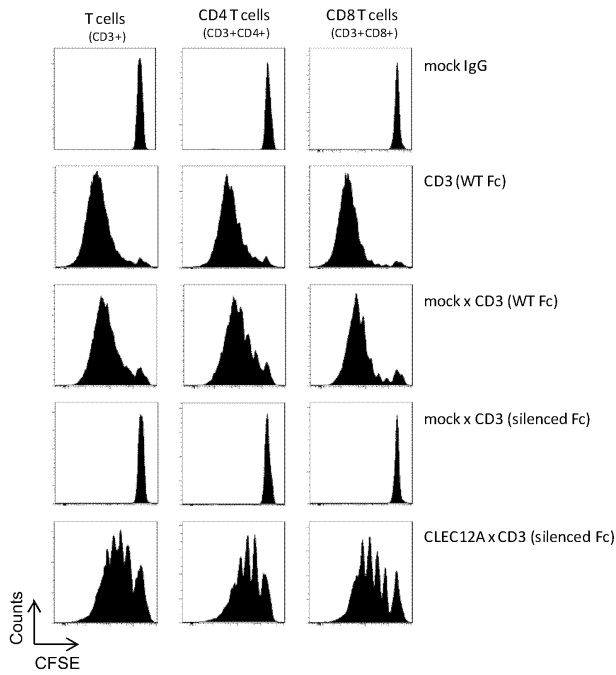 T cells
(CD3+)
CD4 T cells
(CD3+CD4+)
CD8 T cells
(CD3+CD8+)
mock IgG
CD3 (WT Fc)
mock x CD3 (WT Fc)
mock x CD3 (silenced Fc)
CLEC12A x CD3 (silenced Fc)
Counts
CFSE